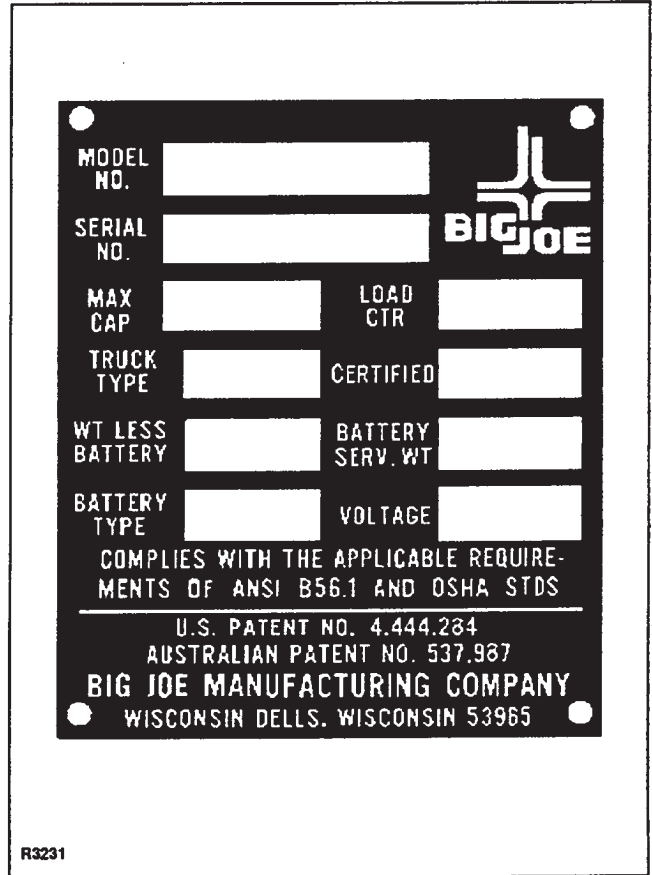 MODEL
NO.
BIG JOE
SERIAL
NO.
MAX
CAP
LOAD
CTR
TRUCK
TYPE
CERTIFIED
WT LESS
BATTERY
BATTERY
SERV. WT
BATTERY
TYPE
VOLTAGE
COMPLIES WITH THE APPLICABLE REQUIRE-
MENTS OF ANSI B56.1 AND OSHA STDS
U.S. PATENT NO. 4.444.284
AUSTRALIAN PATENT NO. 537,987
BIG JOE MANUFACTURING COMPANY
WISCONSIN DELLS. WISCONSIN 53965
R3231